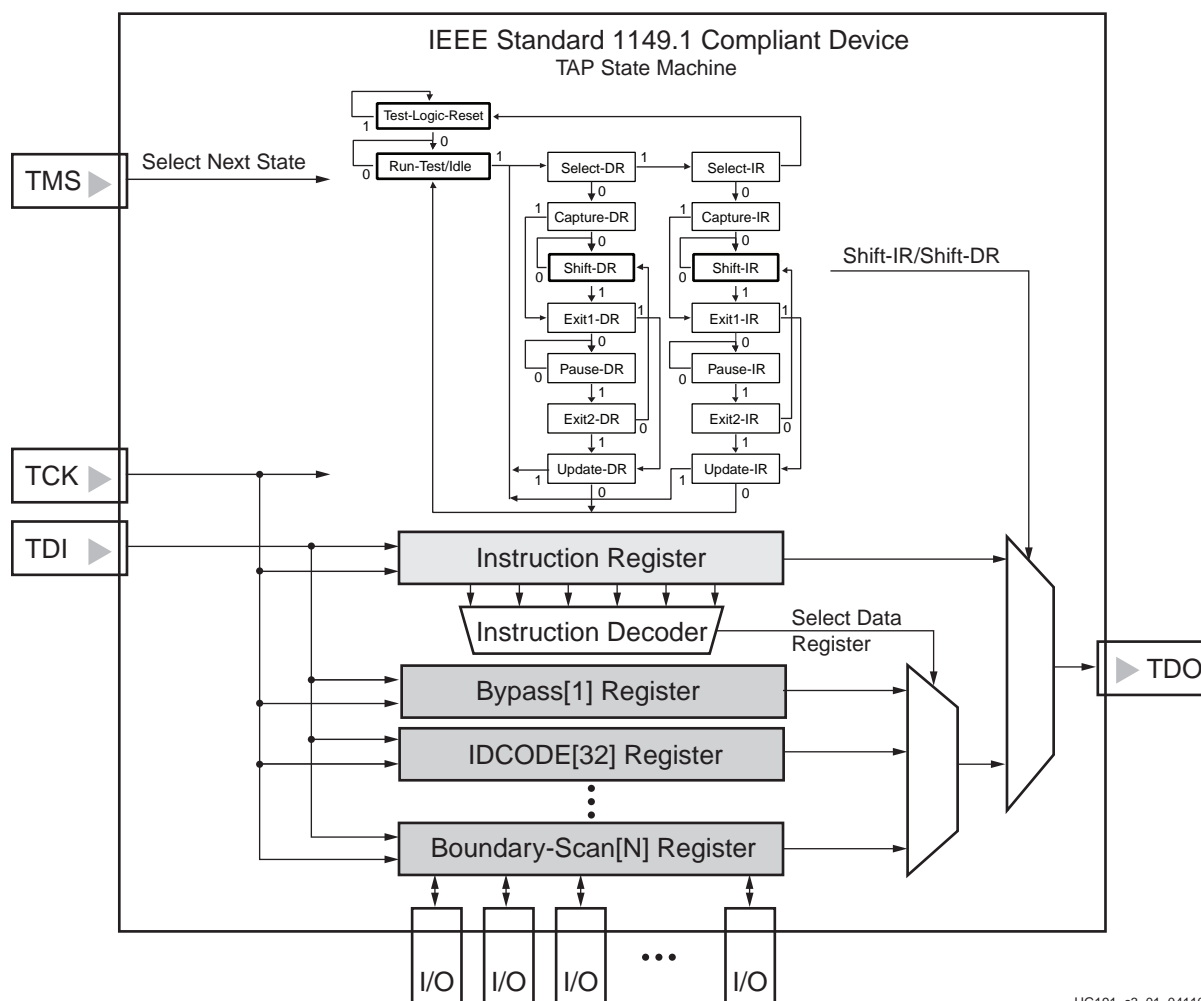 IEEE Standard 1149.1 Compliant Device
TAP State Machine
Test-Logic-Reset
1
0
TMS
Select Next State
Run-Test/Idle
0
1
Select-DR
1
Select-IR
0
0
1
Capture-DR
1
Capture-IR
0
0
Shift-DR
0
Shift-IR
0
Shift-IR/Shift-DR
1
1
Exit1-DR
1
Exit1-IR
1
0
0
Pause-DR
0
Pause-IR
0
1
1
Exit2-DR
0
Exit2-IR
0
1
1
TCK
Update-DR
1
Update-IR
1
0
0
TDI
Instruction Register
Instruction Decoder
Select Data
Register
TDO
Bypass[1] Register
IDCODE[32] Register
Boundary-Scan[N] Register
I/O
I/O
I/O
I/O